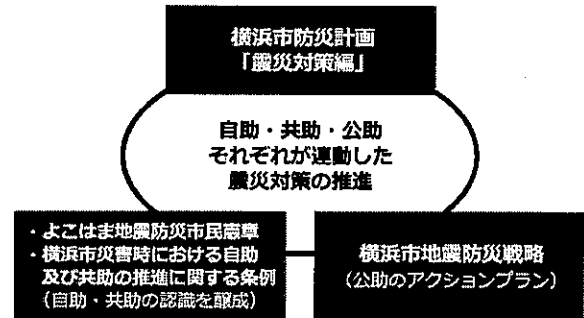 横浜市防災計画
「震災対策編」
自助・共助・公助
それぞれが連動した
震災対策の推進
・よこはま地震防災市民憲章
・横浜市災害時における自助
及び共助の推進に関する条例
（自助・共助の認識を醸成）
横浜市地震防災戦略
（公助のアクションプラン）